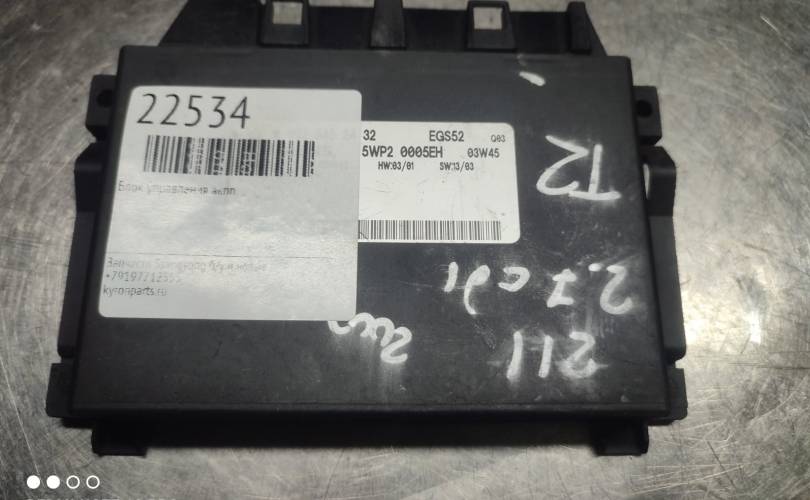 22534
Блок управления акпп
Запчасти
kyronparts.ru
32 EGS52 Q03
5WP2 0005EH 03W45
HW:03/01 SW:13/03
T2
2.7 cdi
211